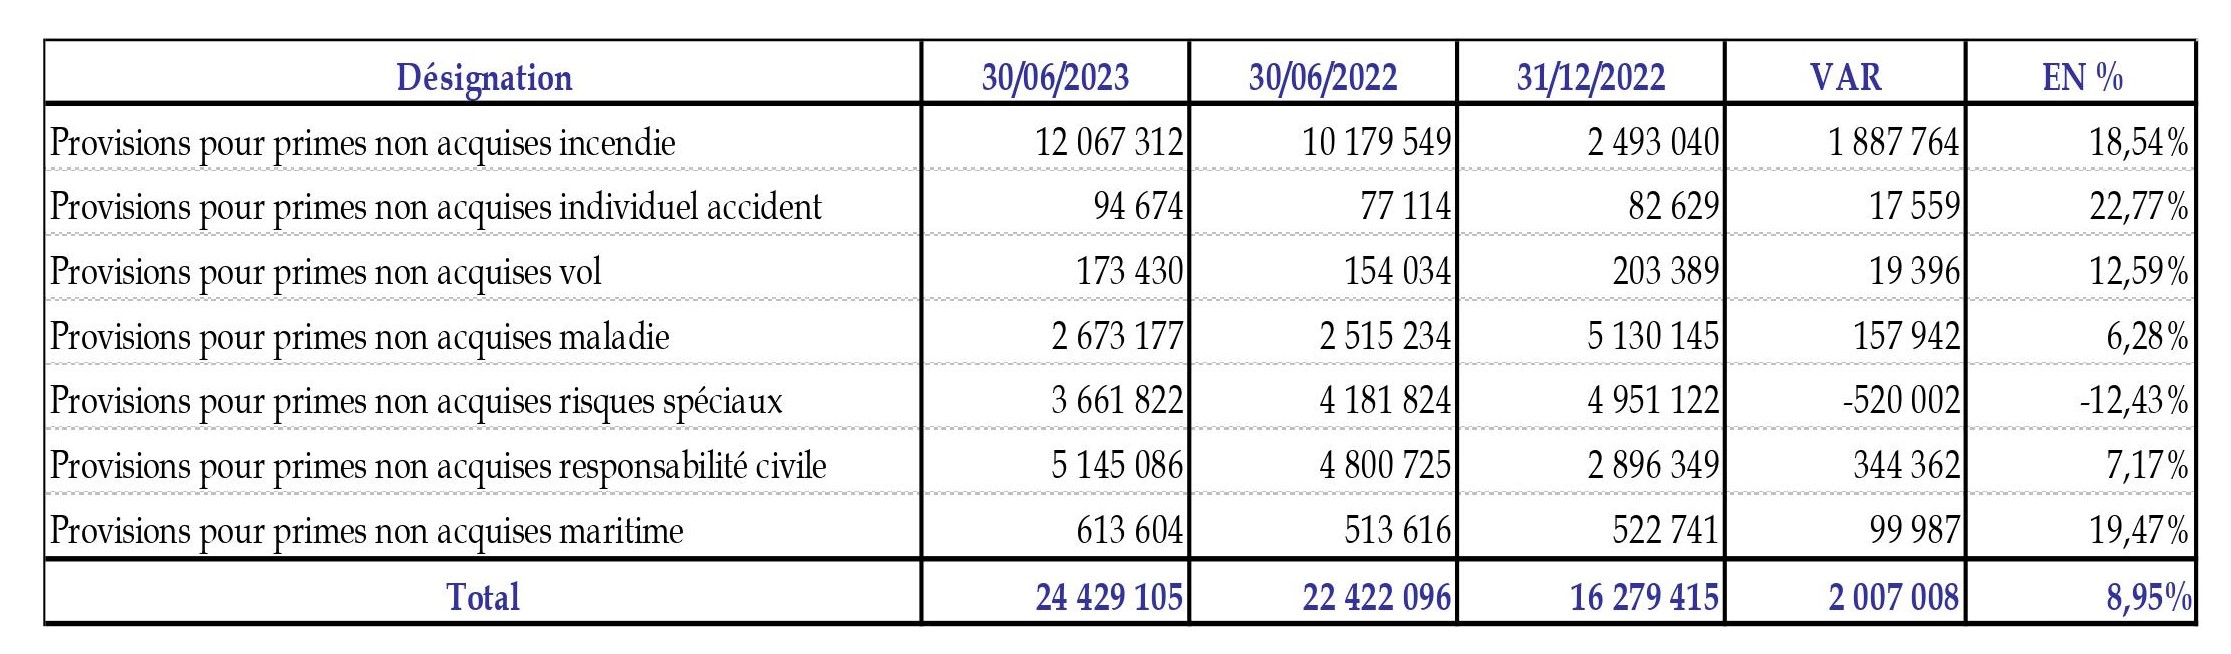 Désignation 30/06/2023 30/06/2022 31/12/2022 VAR EN %
Provisions pour primes non acquises incendie 12 067 312 10 179 549 2 493 040 1 887 764 18,54%
Provisions pour primes non acquises individuel accident 94 674 77 114 82 629 17 559 22,77%
Provisions pour primes non acquises vol 173 430 154 034 203 389 19 396 12,59%
Provisions pour primes non acquises maladie 2 673 177 2 515 234 5 130 145 157 942 6,28%
Provisions pour primes non acquises risques spéciaux 3 661 822 4 181 824 4 951 122 -520 002 -12,43%
Provisions pour primes non acquises responsabilité civile 5 145 086 4 800 725 2 896 349 344 362 7,17%
Provisions pour primes non acquises maritime 613 604 513 616 522 741 99 987 19,47%
Total 24 429 105 22 422 096 16 279 415 2 007 008 8,95%